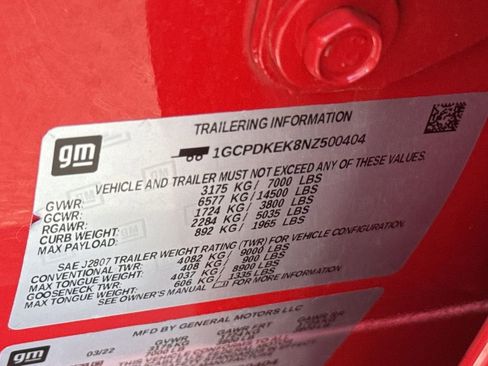 TRAILERING INFORMATION
gm
1GCPDKEK8NZ500404
VEHICLE AND TRAILER MUST NOT EXCEED ANY OF THESE VALUES.
GVWR: 3175 KG/ 7000 LBS
GCWR: 6577 KG/14500 LBS
RGAWR: 1724 KG/ 3800 LBS
CURB WEIGHT: 2284 KG/ 5035 LBS
MAX PAYLOAD: 892 KG/ 1965 LBS
SAE J2807 TRAILER WEIGHT RATING (TWR) FOR VEHICLE CONFIGURATION.
CONVENTIONAL TWR: 4082 KG/ 9000 LBS
MAX TONGUE WEIGHT: 408 KG/ 900 LBS
GOOSENECK TWR: 4037 KG/ 8900 LBS
MAX TONGUE WEIGHT: 606 KG/ 1335 LBS
SEE OWNER'S MANUAL FOR MORE INFORMATION
MFD BY GENERAL MOTORS LLC
gm
03/22 GVWR GAWR FRT GAWR RR